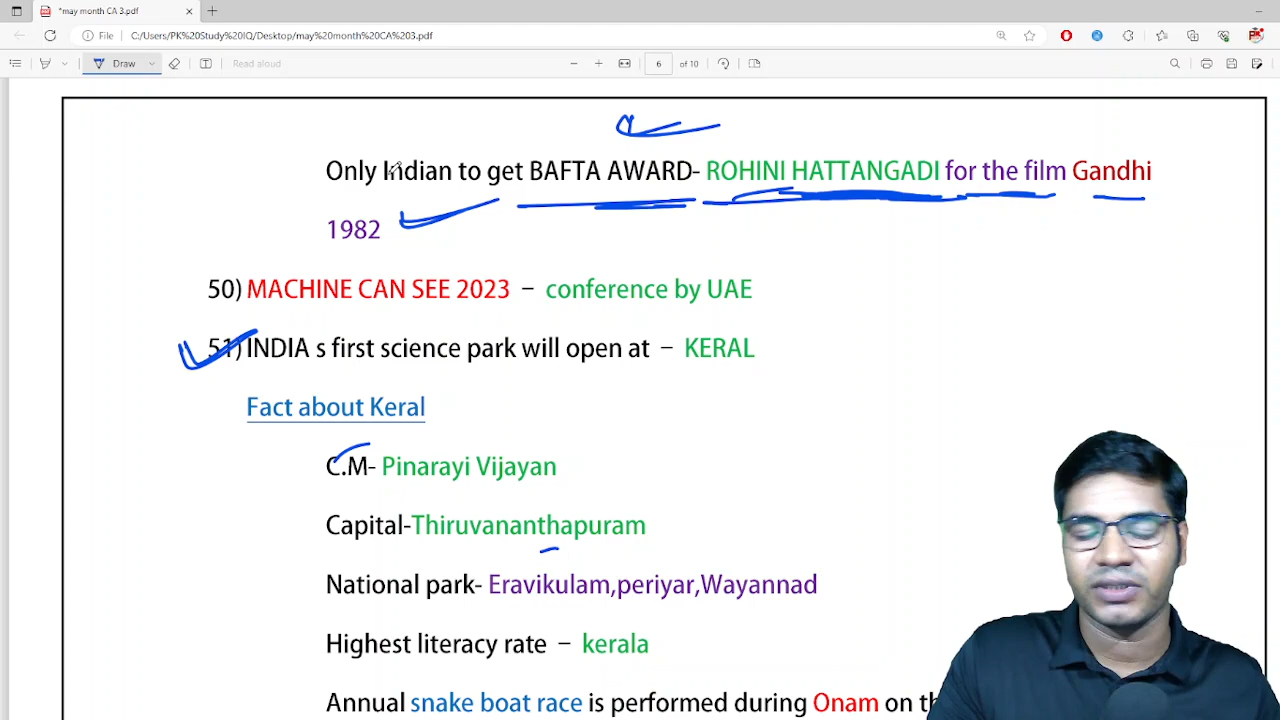 *may month CA 3.pdf
File C:/Users/PK%20Study%20IQ/Desktop/may%20month%20CA%203.pdf
Draw Read aloud 6 of 10
Only Indian to get BAFTA AWARD- ROHINI HATTANGADI for the film Gandhi
1982
50) MACHINE CAN SEE 2023 – conference by UAE
51) INDIA s first science park will open at – KERAL
Fact about Keral
C.M- Pinarayi Vijayan
Capital-Thiruvananthapuram
National park- Eravikulam,periyar,Wayannad
Highest literacy rate – kerala
Annual snake boat race is performed during Onam on